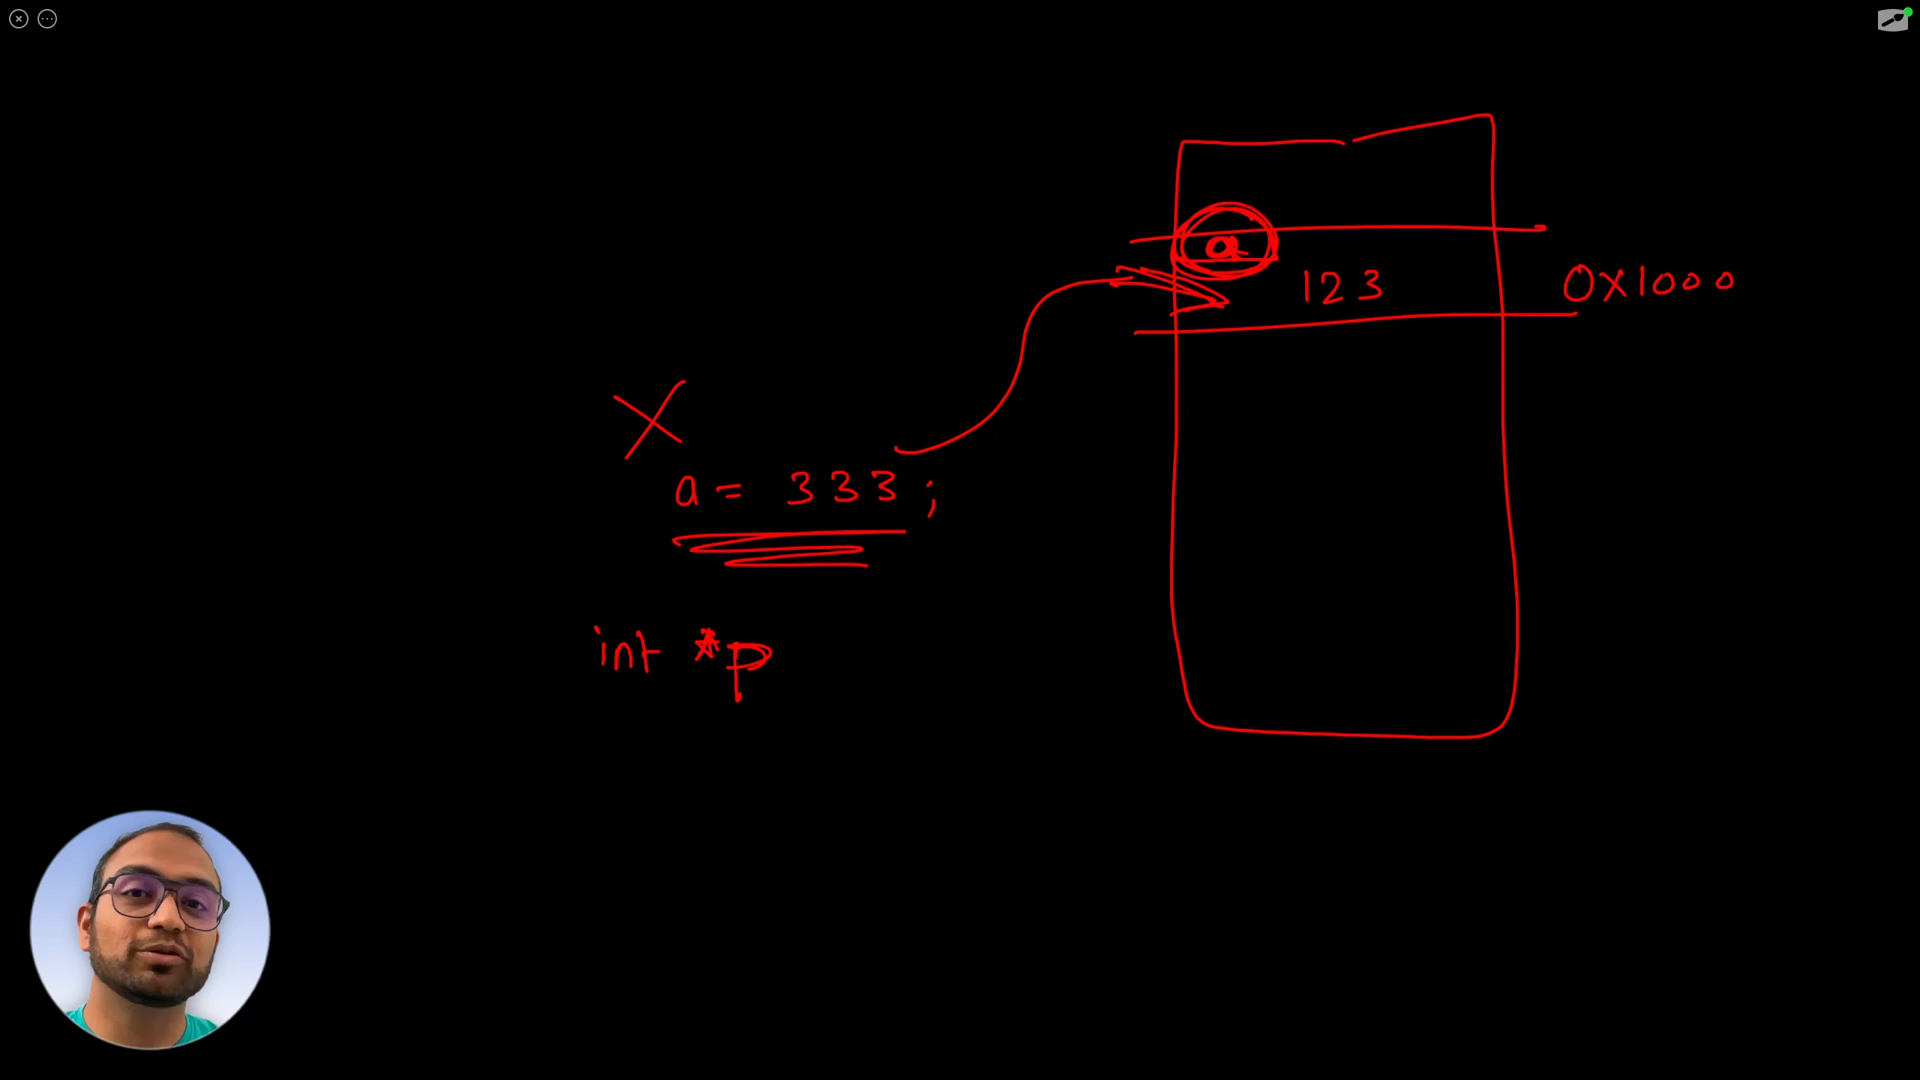 a
123 0X1000
X
a = 333;
int *p